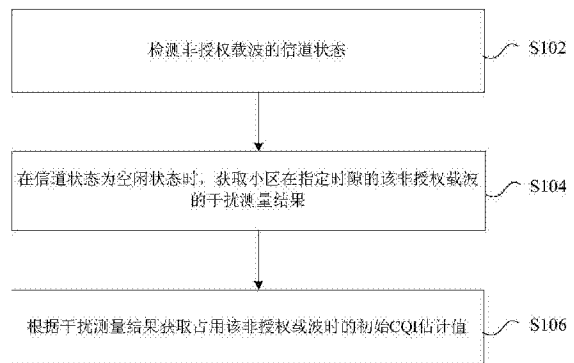 检测非授权载波的信道状态
S102
在信道状态为空闲状态时，获取小区在指定时隙的该非授权载波
的干扰测量结果
S104
根据干扰测量结果获取占用该非授权载波时的初始CQI估计值
S106